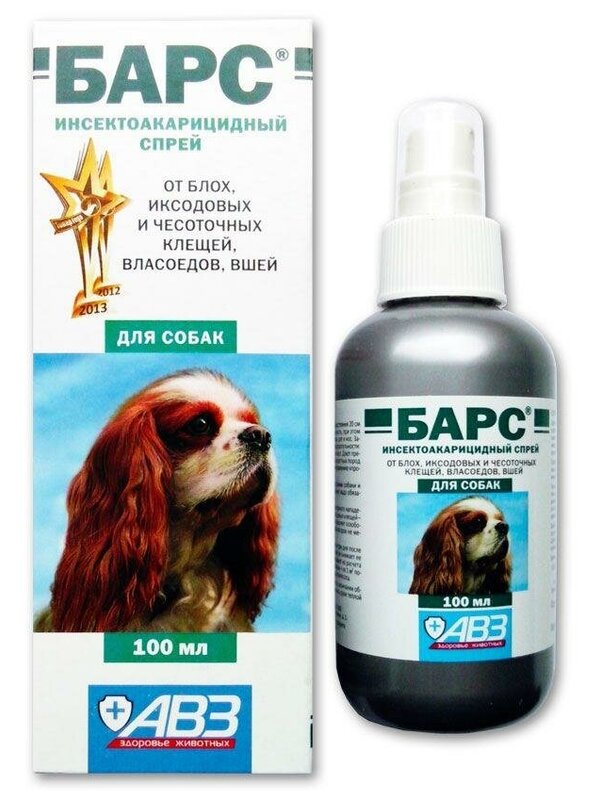 БАРС®
ИНСЕКТОАКАРИЦИДНЫЙ
СПРЕЙ
ОТ БЛОХ,
ИКСОДОВЫХ
И ЧЕСОТОЧНЫХ
КЛЕЩЕЙ,
ВЛАСОЕДОВ, ВШЕЙ
2012
2013
ДЛЯ СОБАК
100 мл
АВЗ
здоровье животных
БАРС®
ИНСЕКТОАКАРИЦИДНЫЙ СПРЕЙ
ОТ БЛОХ, ИКСОДОВЫХ И ЧЕСОТОЧНЫХ
КЛЕЩЕЙ, ВЛАСОЕДОВ, ВШЕЙ
ДЛЯ СОБАК
100 мл
АВЗ
здоровье животных